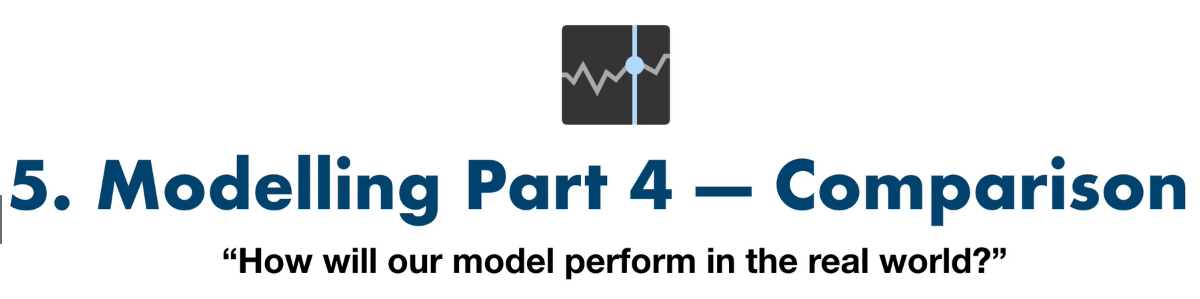 5. Modelling Part 4 — Comparison
“How will our model perform in the real world?”